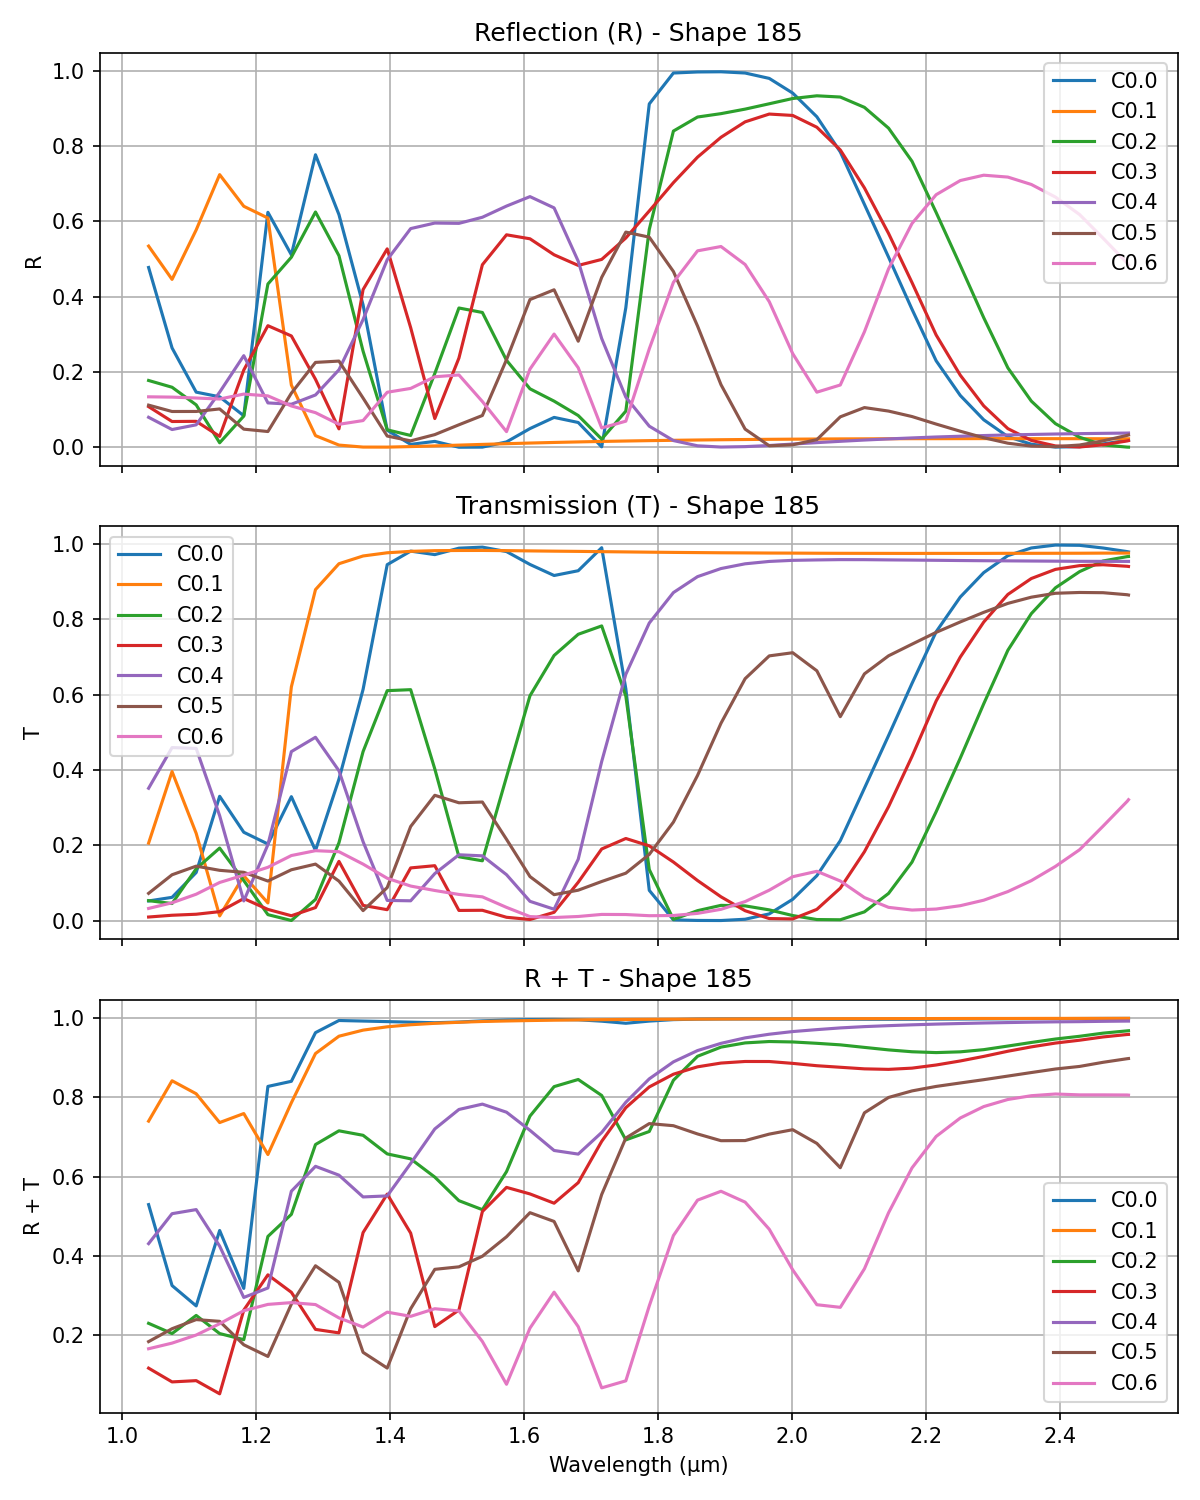 Reflection (R) - Shape 185
1.0
0.8
0.6
0.4
0.2
0.0
R
C0.0
C0.1
C0.2
C0.3
C0.4
C0.5
C0.6
Transmission (T) - Shape 185
1.0
0.8
0.6
0.4
0.2
0.0
T
C0.0
C0.1
C0.2
C0.3
C0.4
C0.5
C0.6
R + T - Shape 185
1.0
0.8
0.6
0.4
0.2
R + T
C0.0
C0.1
C0.2
C0.3
C0.4
C0.5
C0.6
1.0 1.2 1.4 1.6 1.8 2.0 2.2 2.4
Wavelength (μm)